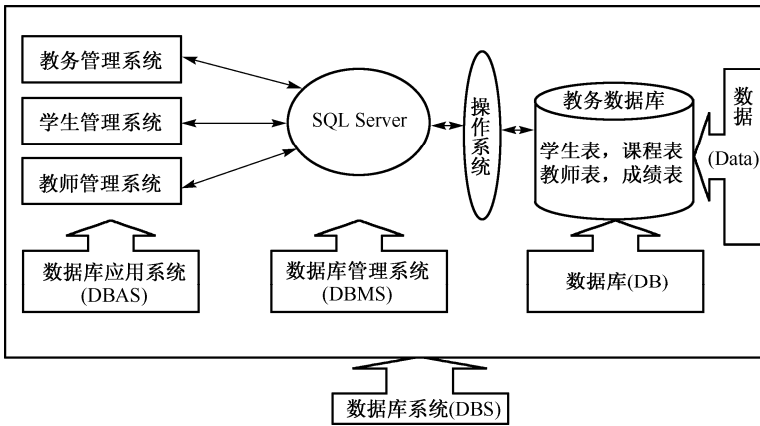 教务管理系统
学生管理系统
教师管理系统
SQL Server
操作系统
教务数据库
学生表，课程表
教师表，成绩表
数据
(Data)
数据库应用系统
(DBAS)
数据库管理系统
(DBMS)
数据库(DB)
数据库系统(DBS)